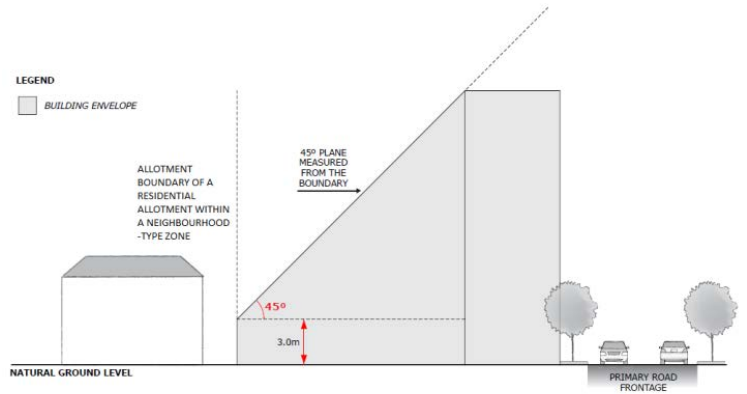 LEGEND
BUILDING ENVELOPE
45º PLANE
MEASURED
FROM THE
BOUNDARY
ALLOTMENT
BOUNDARY OF A
RESIDENTIAL
ALLOTMENT WITHIN
A NEIGHBOURHOOD
-TYPE ZONE
45º
3.0m
NATURAL GROUND LEVEL
PRIMARY ROAD
FRONTAGE